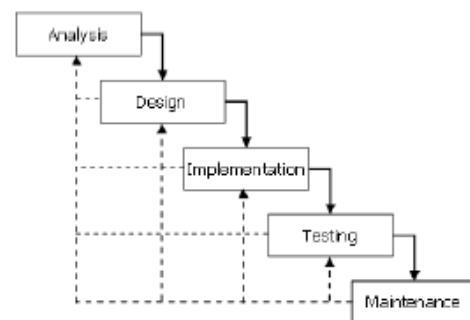 Analysis
Design
Implementation
Testing
Maintenance